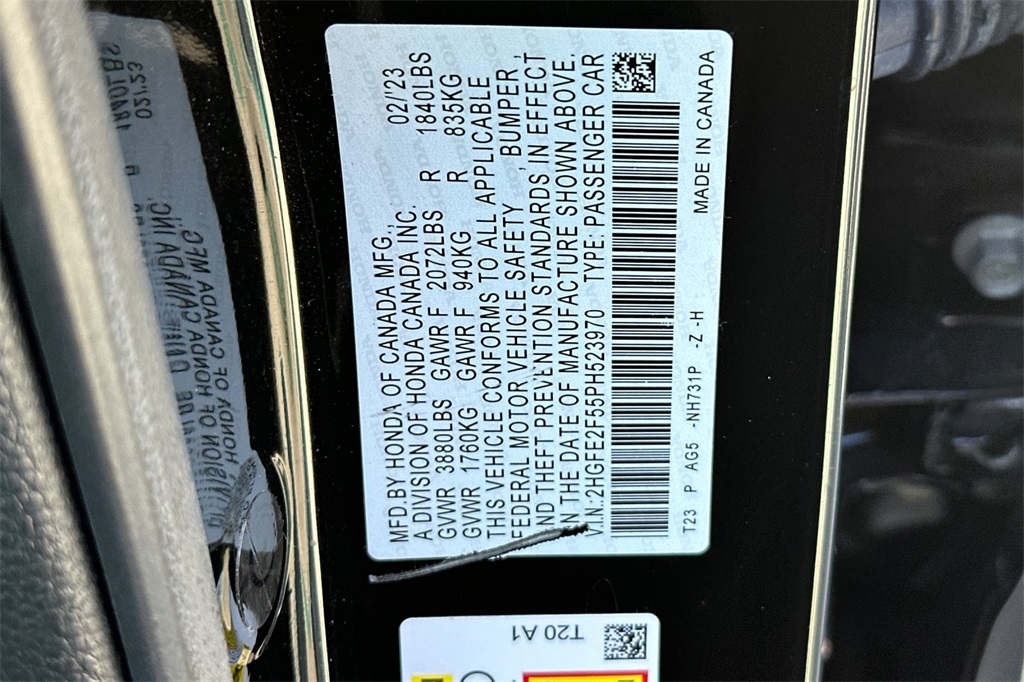 MFD.BY HONDA OF CANADA MFG., 02/'23
A DIVISION OF HONDA CANADA INC.
GVWR 3880LBS GAWR F 2072LBS R 1840LBS
GVWR 1760KG GAWR F 940KG R 835KG
THIS VEHICLE CONFORMS TO ALL APPLICABLE
FEDERAL MOTOR VEHICLE SAFETY , BUMPER ,
AND THEFT PREVENTION STANDARDS IN EFFECT
ON THE DATE OF MANUFACTURE SHOWN ABOVE.
V.I.N.:2HGFE2F55PH523970 TYPE: PASSENGER CAR
T23 P AG5 -NH731P -Z -H
MADE IN CANADA
T20 A1